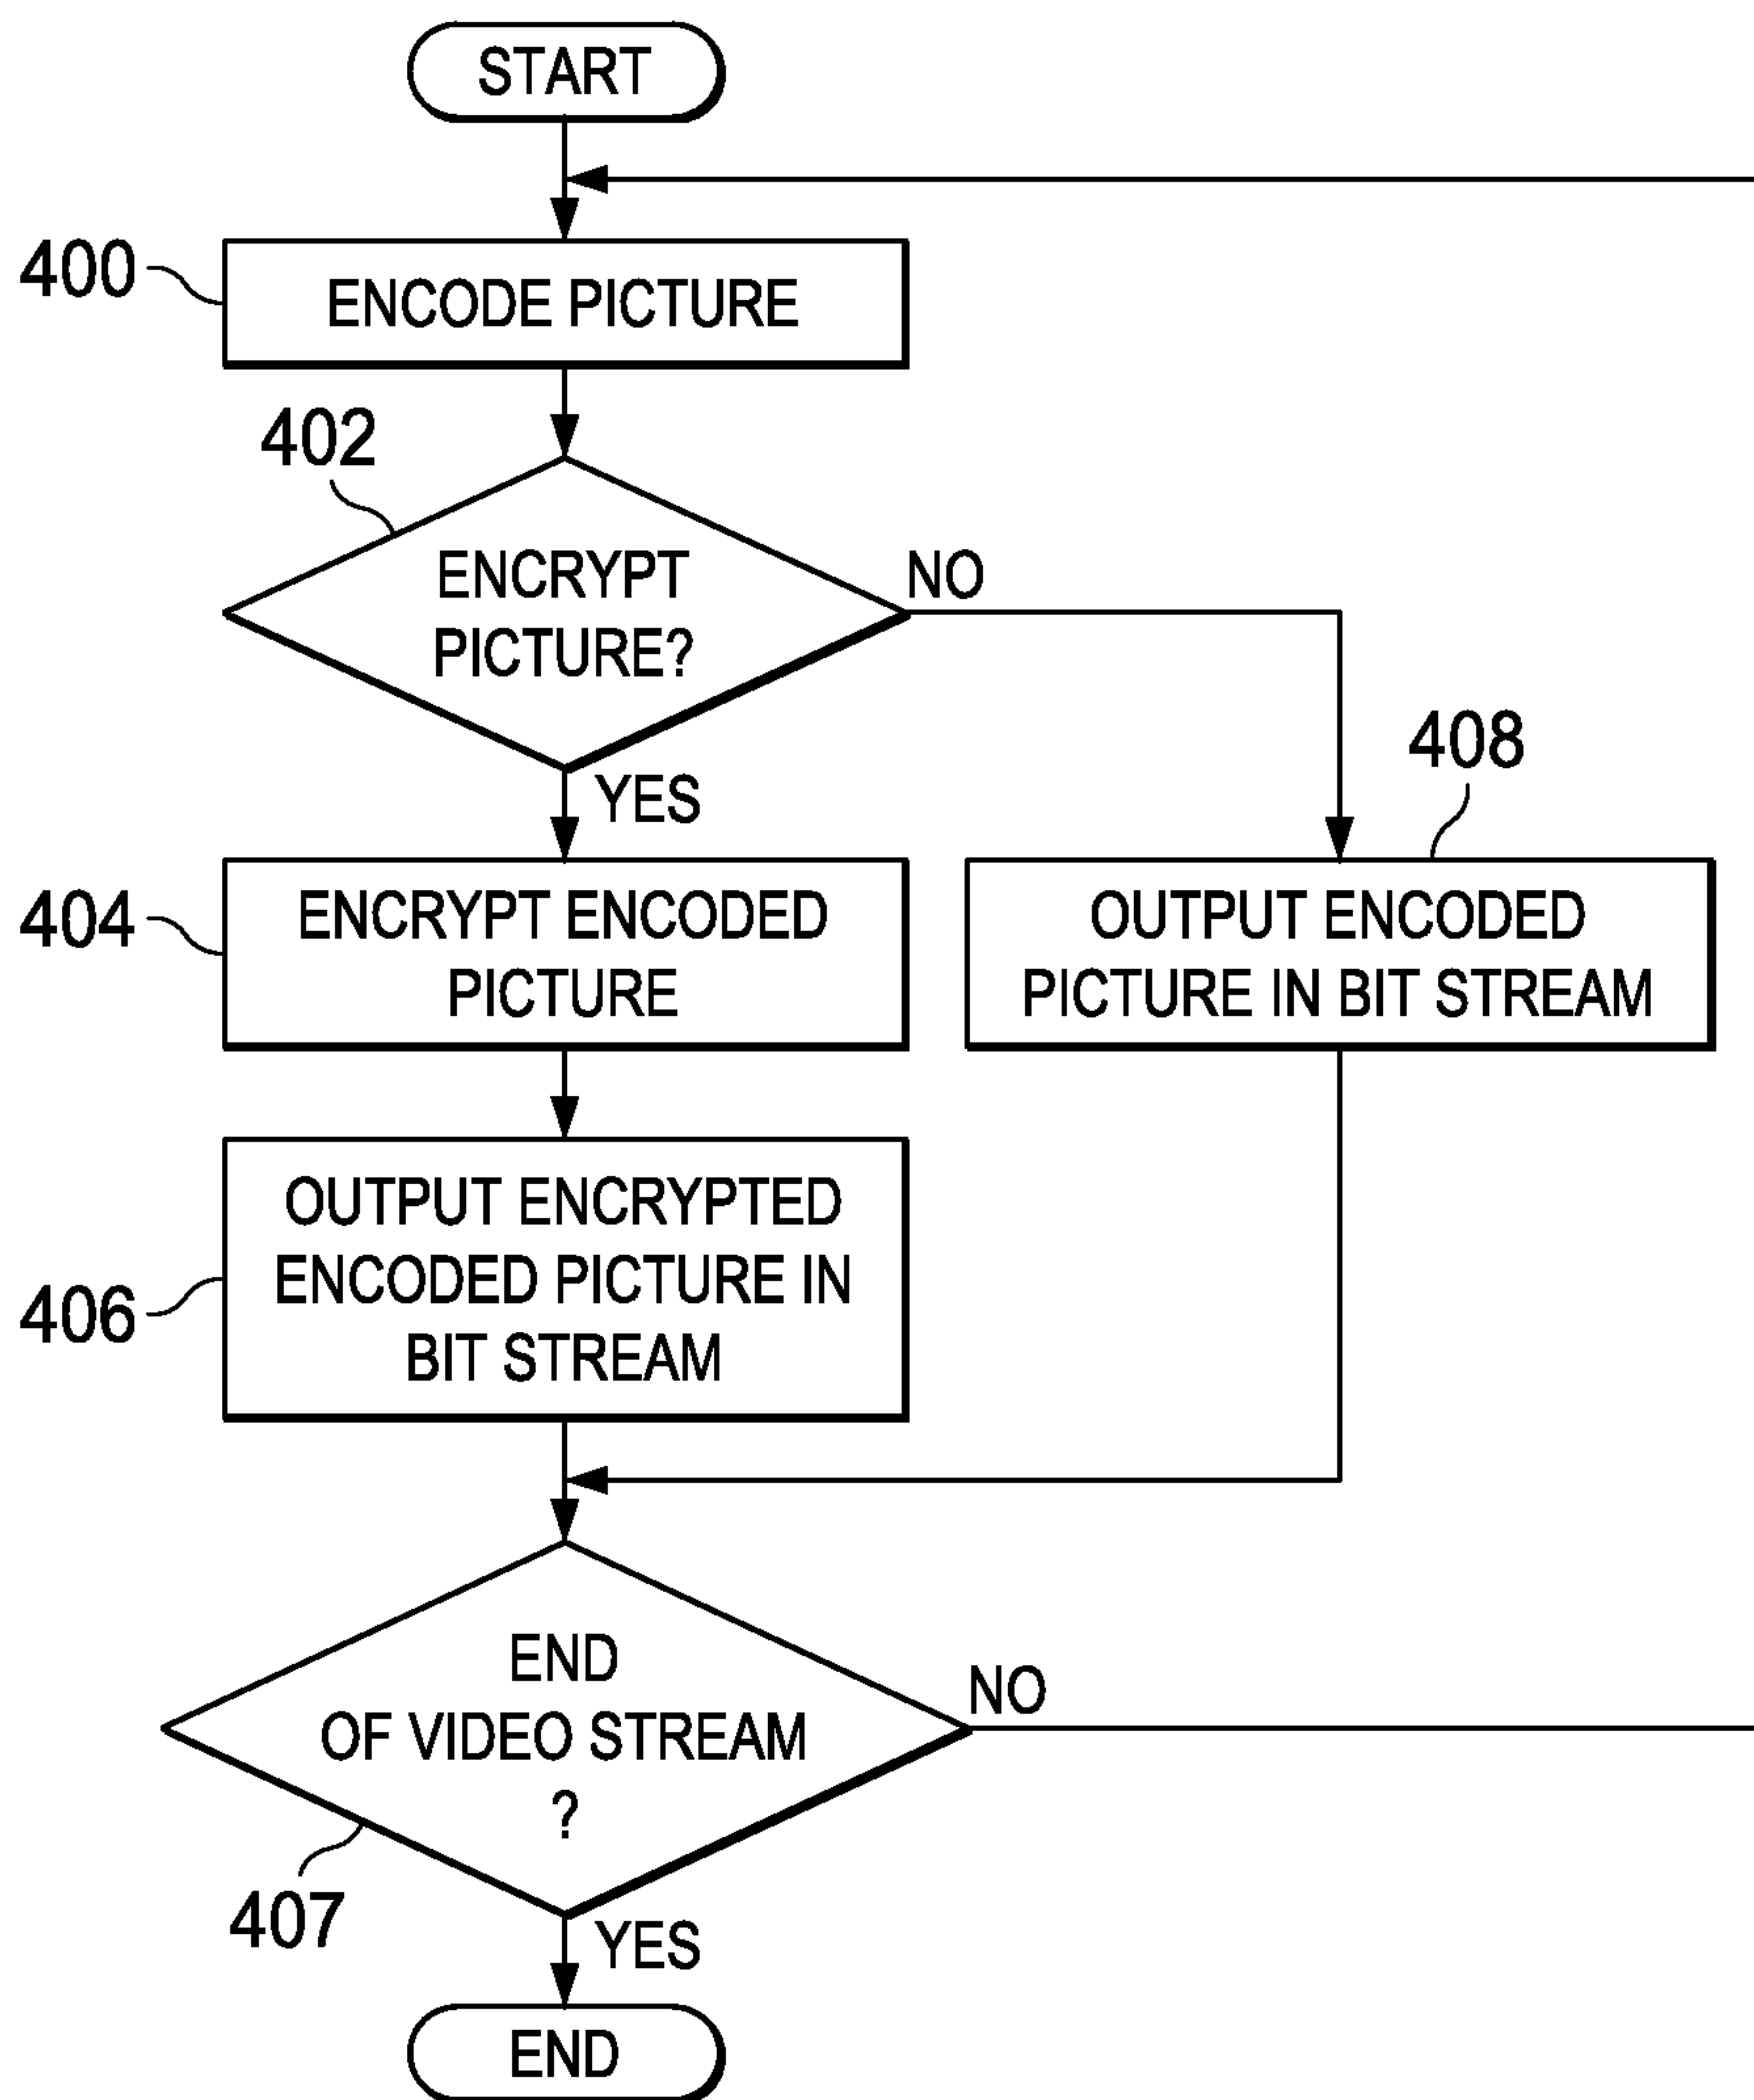 START
400
ENCODE PICTURE
402
ENCRYPT
PICTURE?
NO
YES
408
404
ENCRYPT ENCODED
PICTURE
OUTPUT ENCODED
PICTURE IN BIT STREAM
406
OUTPUT ENCRYPTED
ENCODED PICTURE IN
BIT STREAM
END
OF VIDEO STREAM
?
NO
407
YES
END